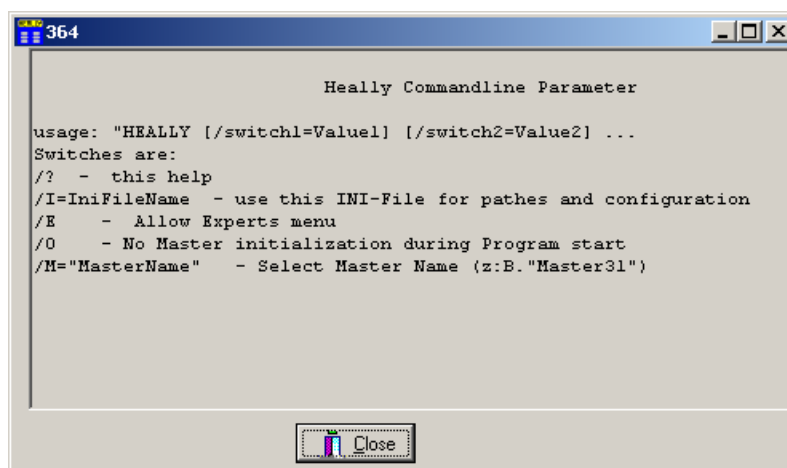 364
Heally Commandline Parameter
usage: "HEALLY [/switch1=Value1] [/switch2=Value2] ...
Switches are:
/? - this help
/I=IniFileName - use this INI-File for pathes and configuration
/E - Allow Experts menu
/O - No Master initialization during Program start
/M="MasterName" - Select Master Name (z:B."Master31")
Close